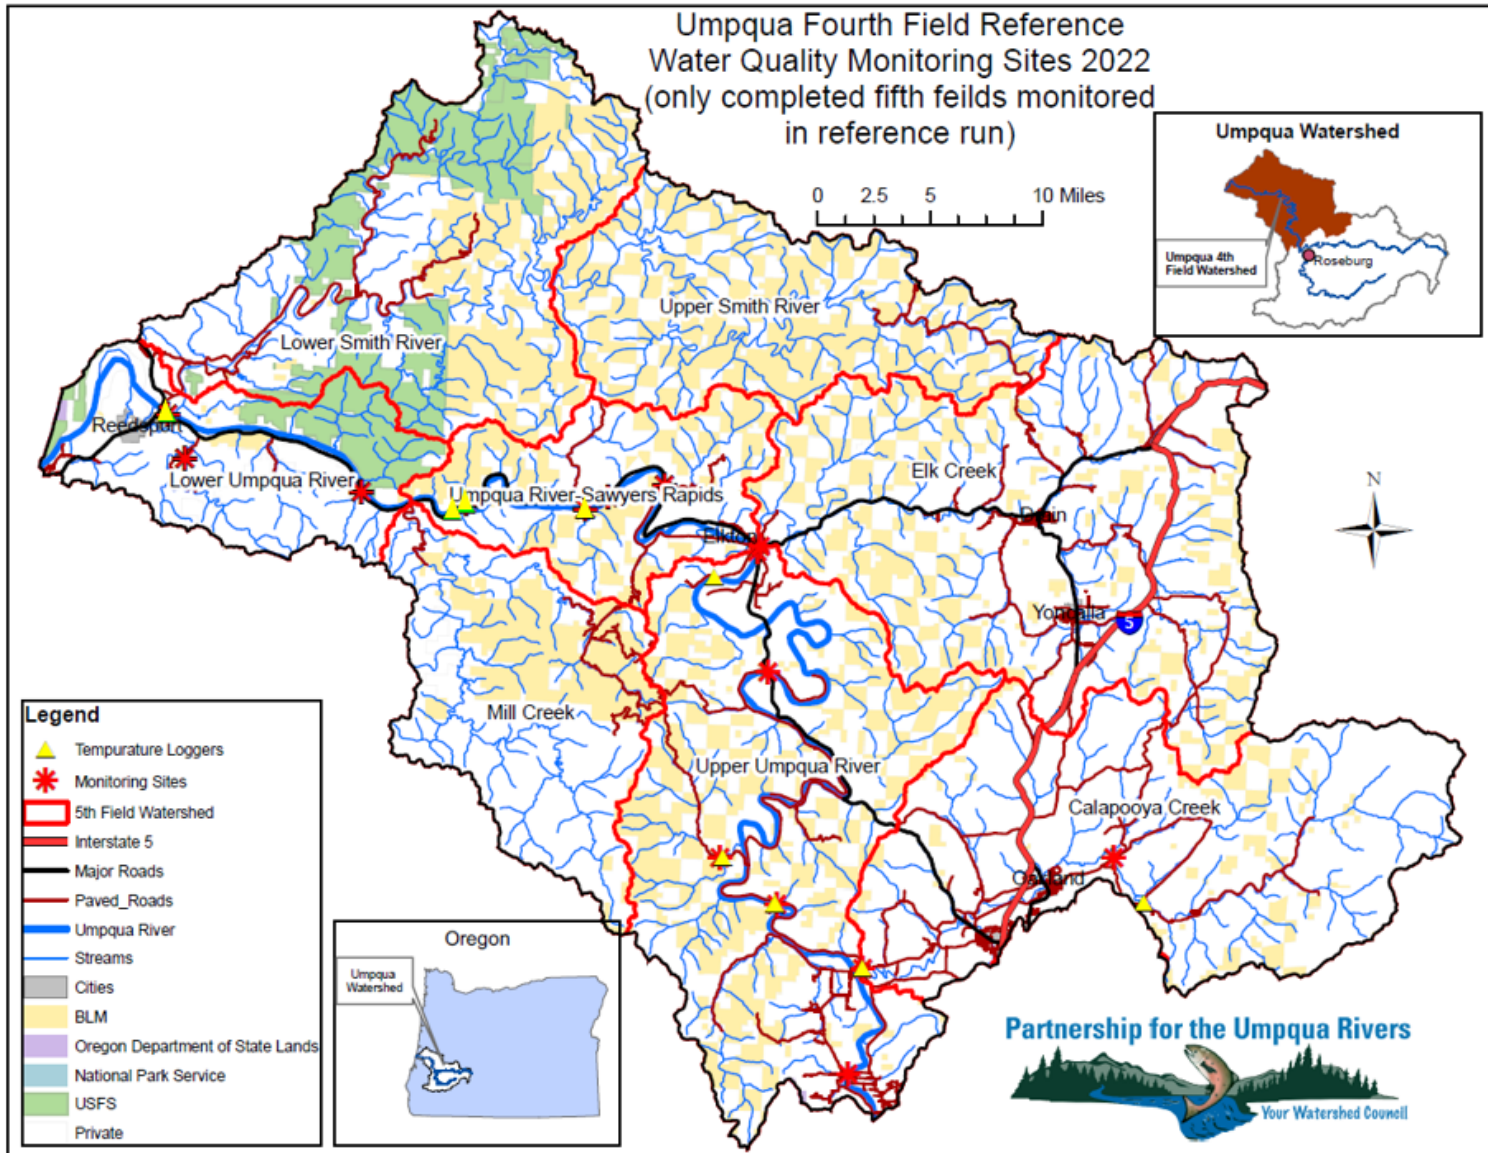 Umpqua Fourth Field Reference
Water Quality Monitoring Sites 2022
(only completed fifth feilds monitored
in reference run)
Umpqua Watershed
Umpqua 4th
Field Watershed
Roseburg
0 2.5 5 10 Miles
Upper Smith River
Lower Smith River
Reedsport
Lower Umpqua River
Umpqua River-Sawyers Rapids
Elk Creek
N
Drain
Elkton
Yoncalla
5
Mill Creek
Upper Umpqua River
Calapooya Creek
Oakland
Legend
Tempurature Loggers
Monitoring Sites
5th Field Watershed
Interstate 5
Major Roads
Paved_Roads
Umpqua River
Streams
Cities
BLM
Oregon Department of State Lands
National Park Service
USFS
Private
Oregon
Umpqua
Watershed
Partnership for the Umpqua Rivers
Your Watershed Council